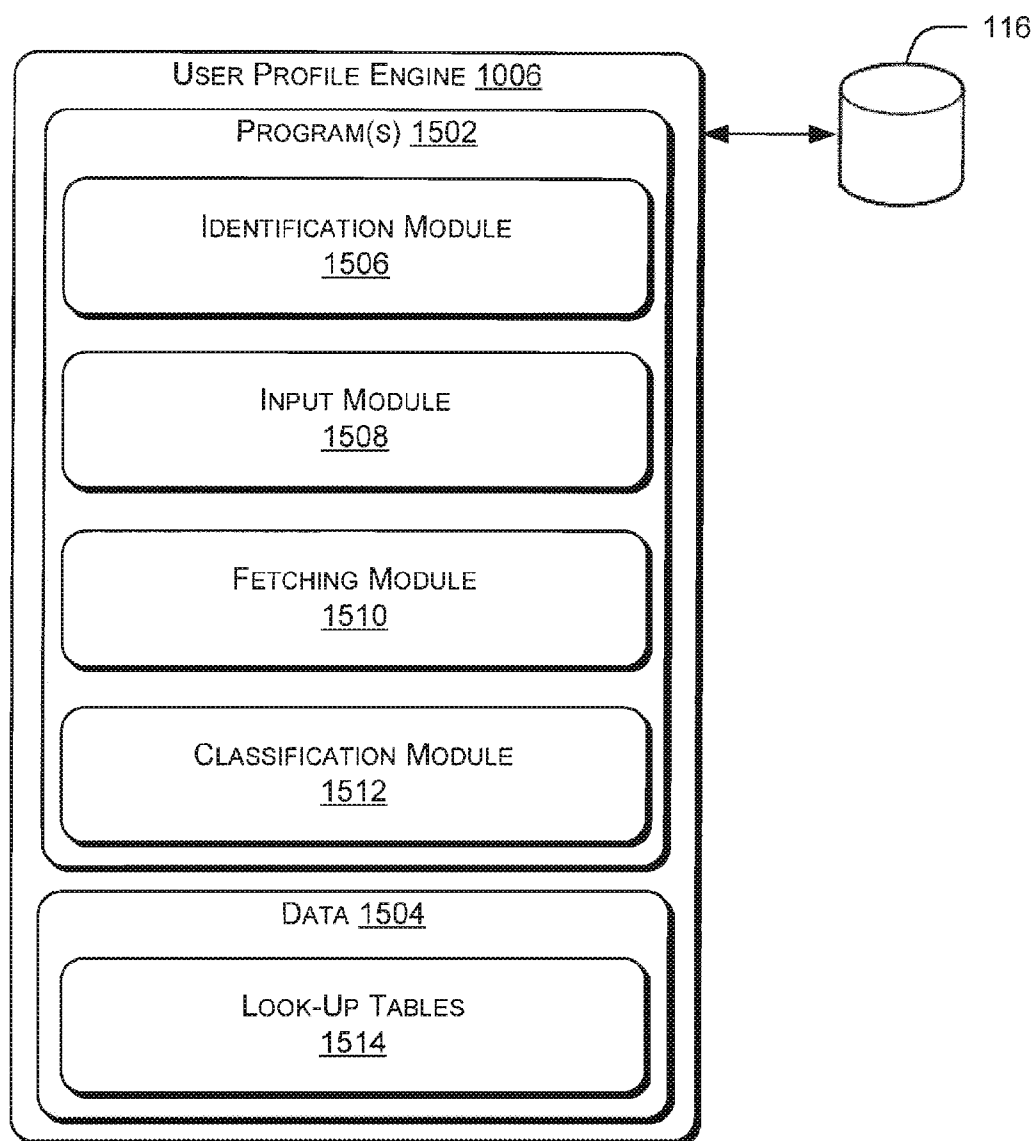 116
USER PROFILE ENGINE 1006
PROGRAM(S) 1502
IDENTIFICATION MODULE
1506
INPUT MODULE
1508
FETCHING MODULE
1510
CLASSIFICATION MODULE
1512
DATA 1504
LOOK-UP TABLES
1514